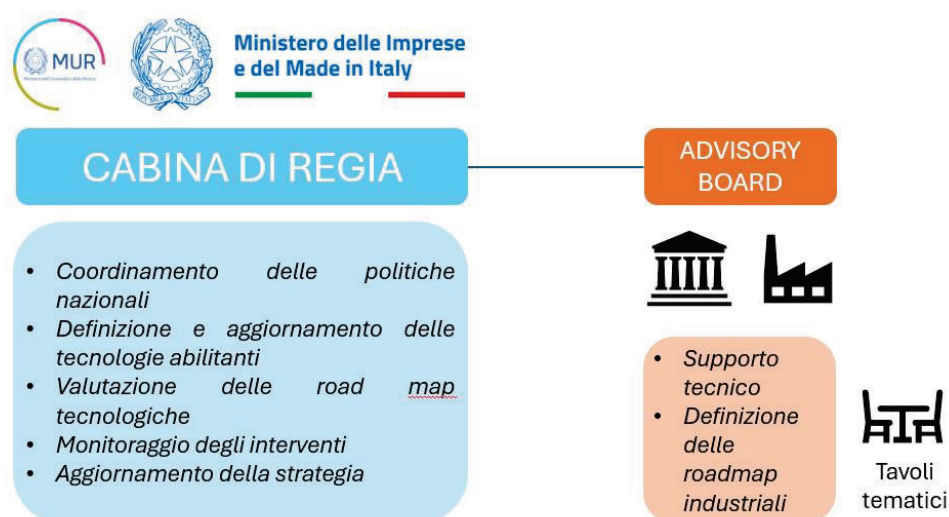 MUR
Ministero delle Imprese
e del Made in Italy
CABINA DI REGIA
ADVISORY
BOARD
• Coordinamento delle politiche
nazionali
• Definizione e aggiornamento delle
tecnologie abilitanti
• Valutazione delle road map
tecnologiche
• Monitoraggio degli interventi
• Aggiornamento della strategia
• Supporto
tecnico
• Definizione
delle
roadmap
industriali
Tavoli
tematici